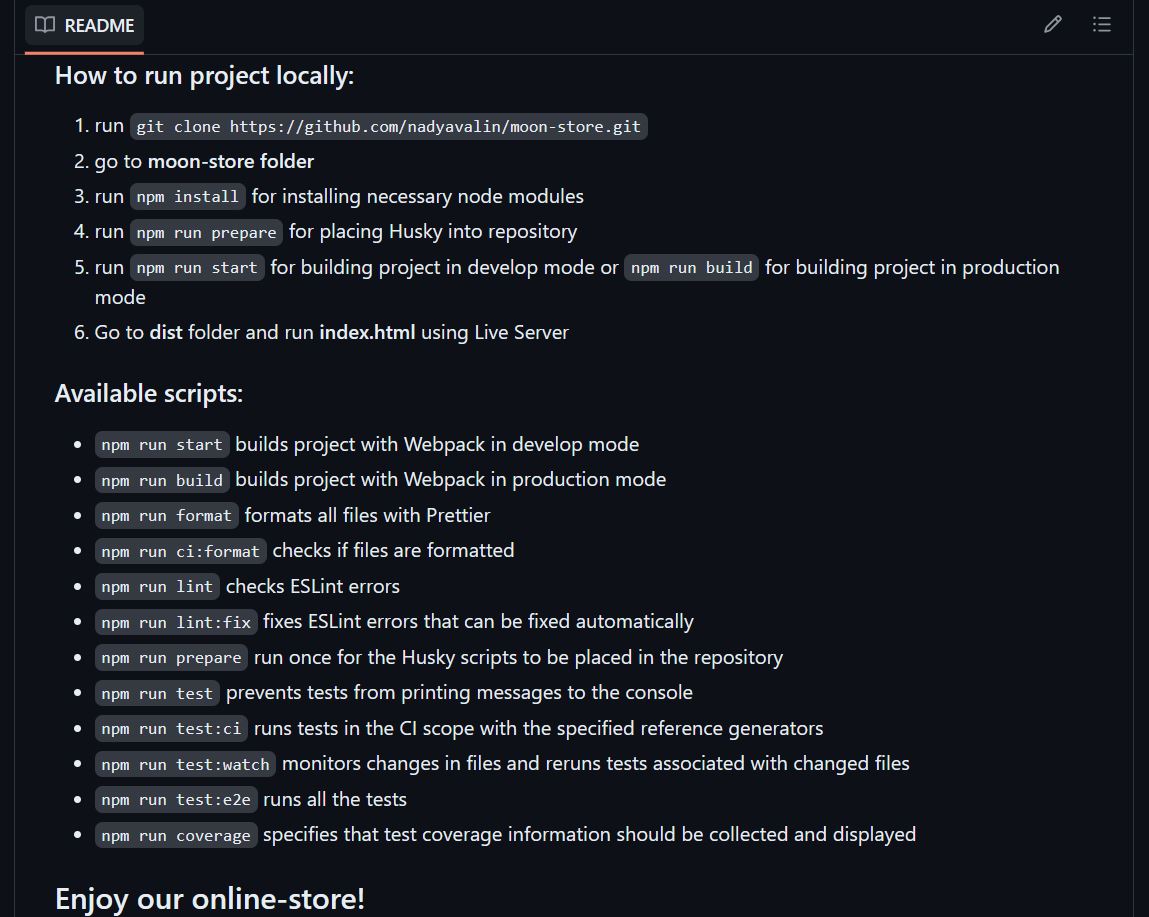 README
How to run project locally:
1. run git clone https://github.com/nadyavalin/moon-store.git
2. go to moon-store folder
3. run npm install for installing necessary node modules
4. run npm run prepare for placing Husky into repository
5. run npm run start for building project in develop mode or npm run build for building project in production
mode
6. Go to dist folder and run index.html using Live Server
Available scripts:
• npm run start builds project with Webpack in develop mode
• npm run build builds project with Webpack in production mode
• npm run format formats all files with Prettier
• npm run ci:format checks if files are formatted
• npm run lint checks ESLint errors
• npm run lint:fix fixes ESLint errors that can be fixed automatically
• npm run prepare run once for the Husky scripts to be placed in the repository
• npm run test prevents tests from printing messages to the console
• npm run test:ci runs tests in the CI scope with the specified reference generators
• npm run test:watch monitors changes in files and reruns tests associated with changed files
• npm run test:e2e runs all the tests
• npm run coverage specifies that test coverage information should be collected and displayed
Enjoy our online-store!